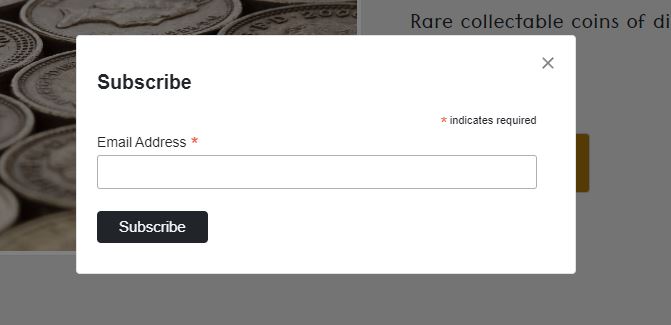 Rare collectable coins of di
×
Subscribe
* indicates required
Email Address *
Subscribe